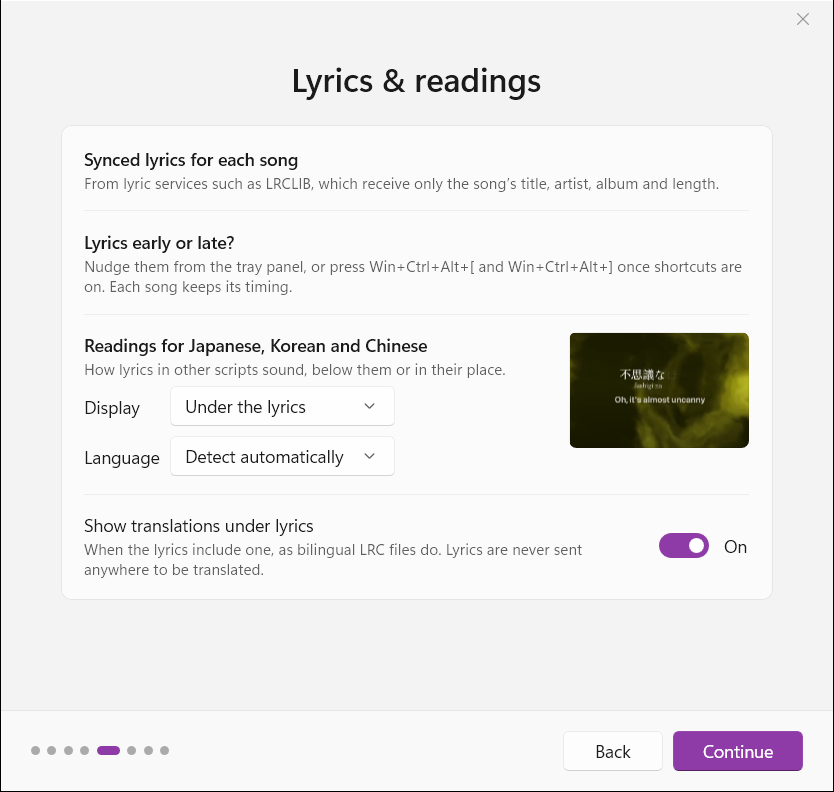 Lyrics & readings
Synced lyrics for each song
From lyric services such as LRCLIB, which receive only the song’s title, artist, album and length.
Lyrics early or late?
Nudge them from the tray panel, or press Win+Ctrl+Alt+[ and Win+Ctrl+Alt+] once shortcuts are
on. Each song keeps its timing.
Readings for Japanese, Korean and Chinese
How lyrics in other scripts sound, below them or in their place.
Display
Under the lyrics
Language
Detect automatically
不思議な
fushigi na
Oh, it's almost uncanny
Show translations under lyrics
When the lyrics include one, as bilingual LRC files do. Lyrics are never sent
anywhere to be translated.
On
Back
Continue